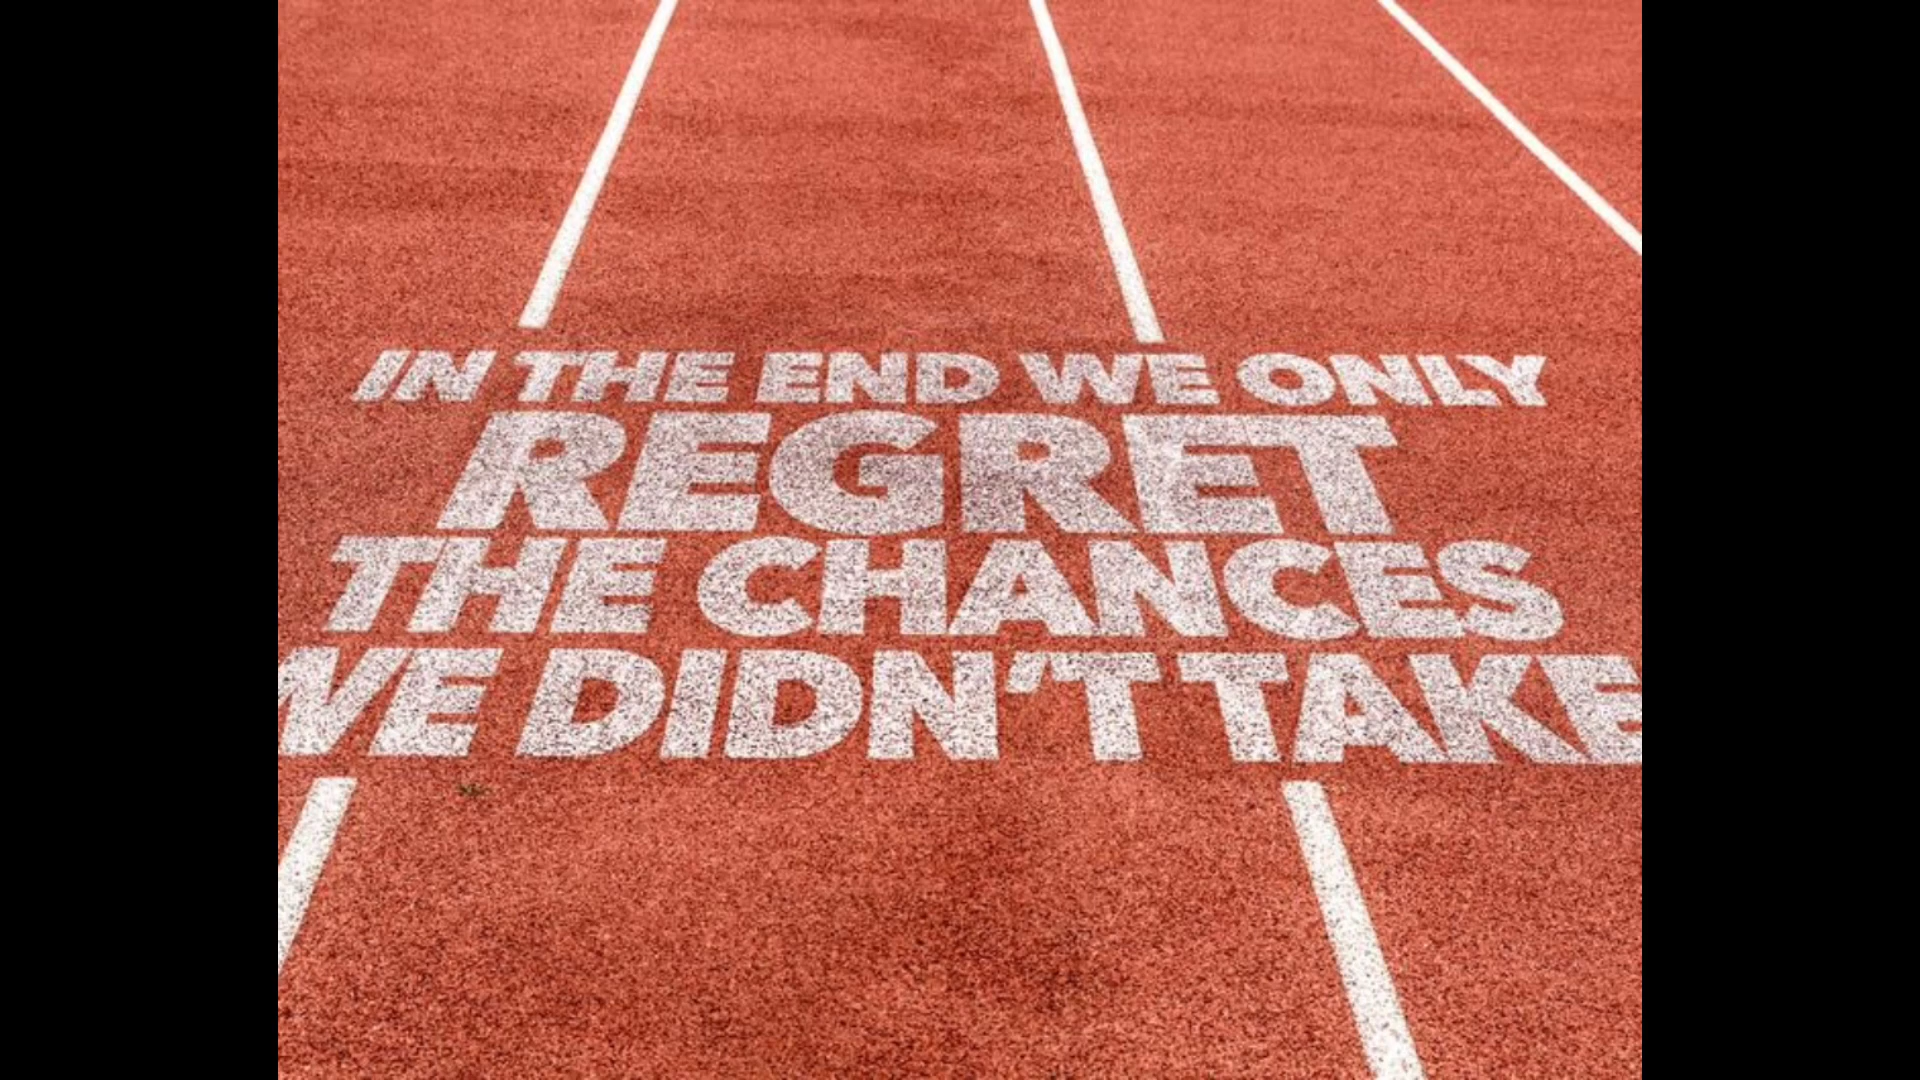 IN THE END WE ONLY
REGRET
THE CHANCES
WE DIDN'T TAKE